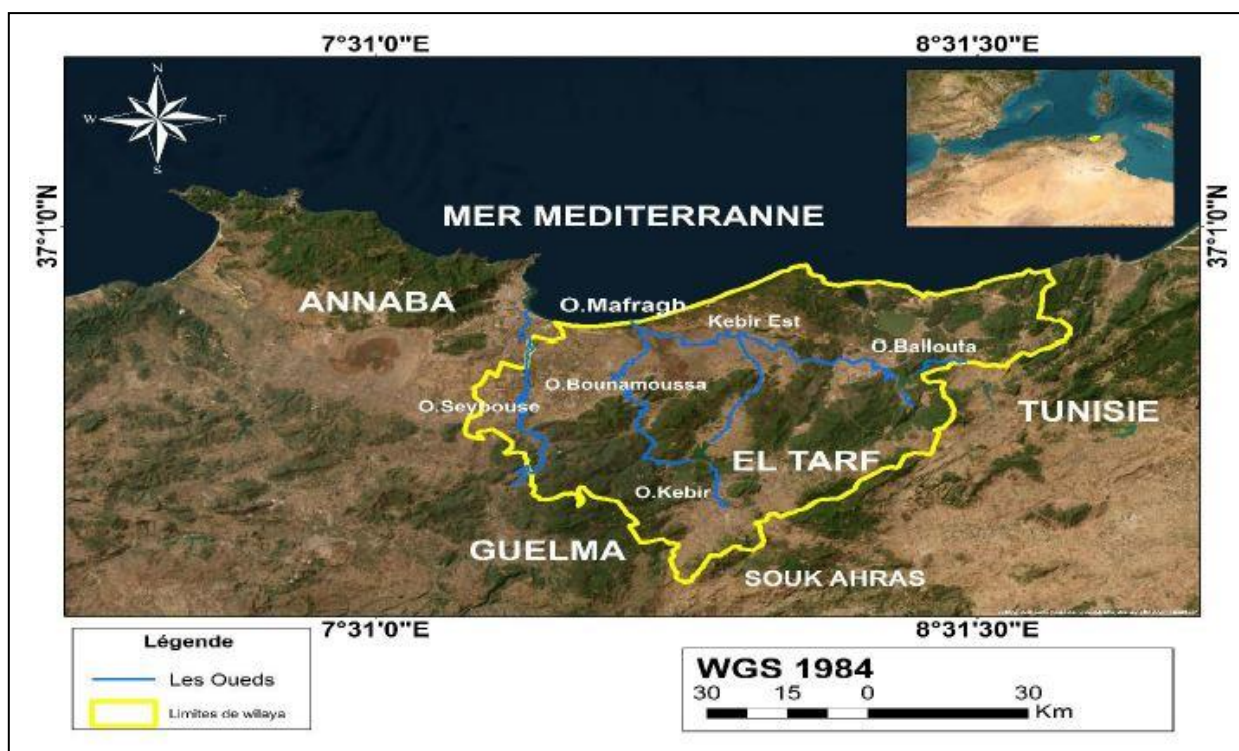 7°31'0"E 8°31'30"E
N
W E
S
37°1'0"N 37°1'0"N
MER MEDITERRANNE
ANNABA
O.Mafragh
Kebir Est
O.Ballouta
O.Bounamoussa
O.Seybouse
TUNISIE
EL TARF
O.Kebir
GUELMA
SOUK AHRAS
7°31'0"E 8°31'30"E
Légende
Les Oueds
Limites de wilaya
WGS 1984
30 15 0 30
Km